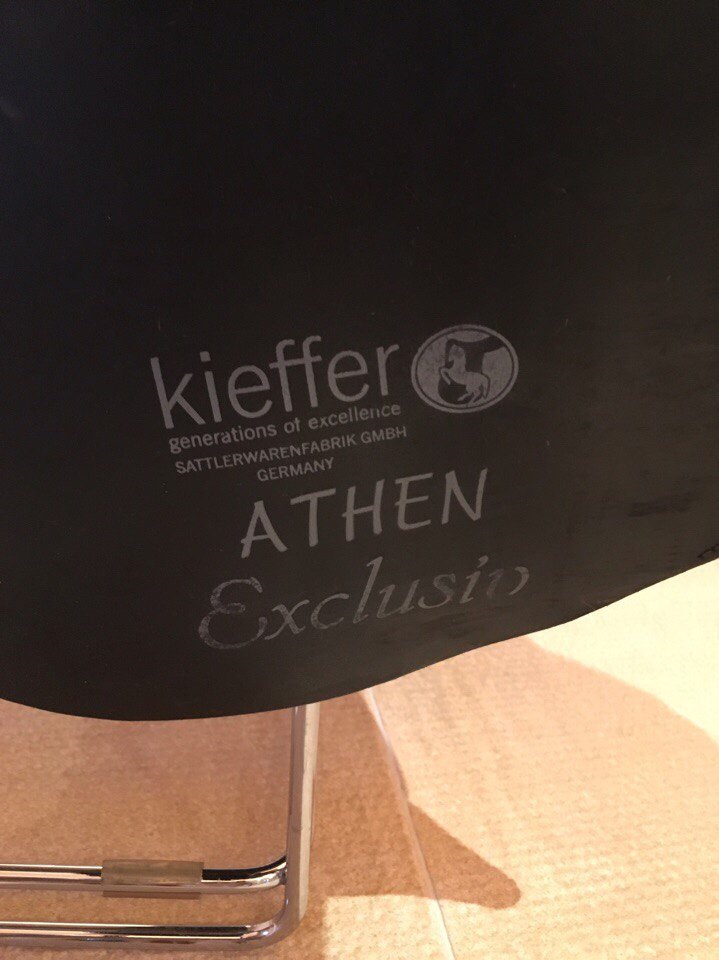 kieffer
generations of excellence
SATTLERWARENFABRIK GMBH
GERMANY
ATHEN
Exclusiv